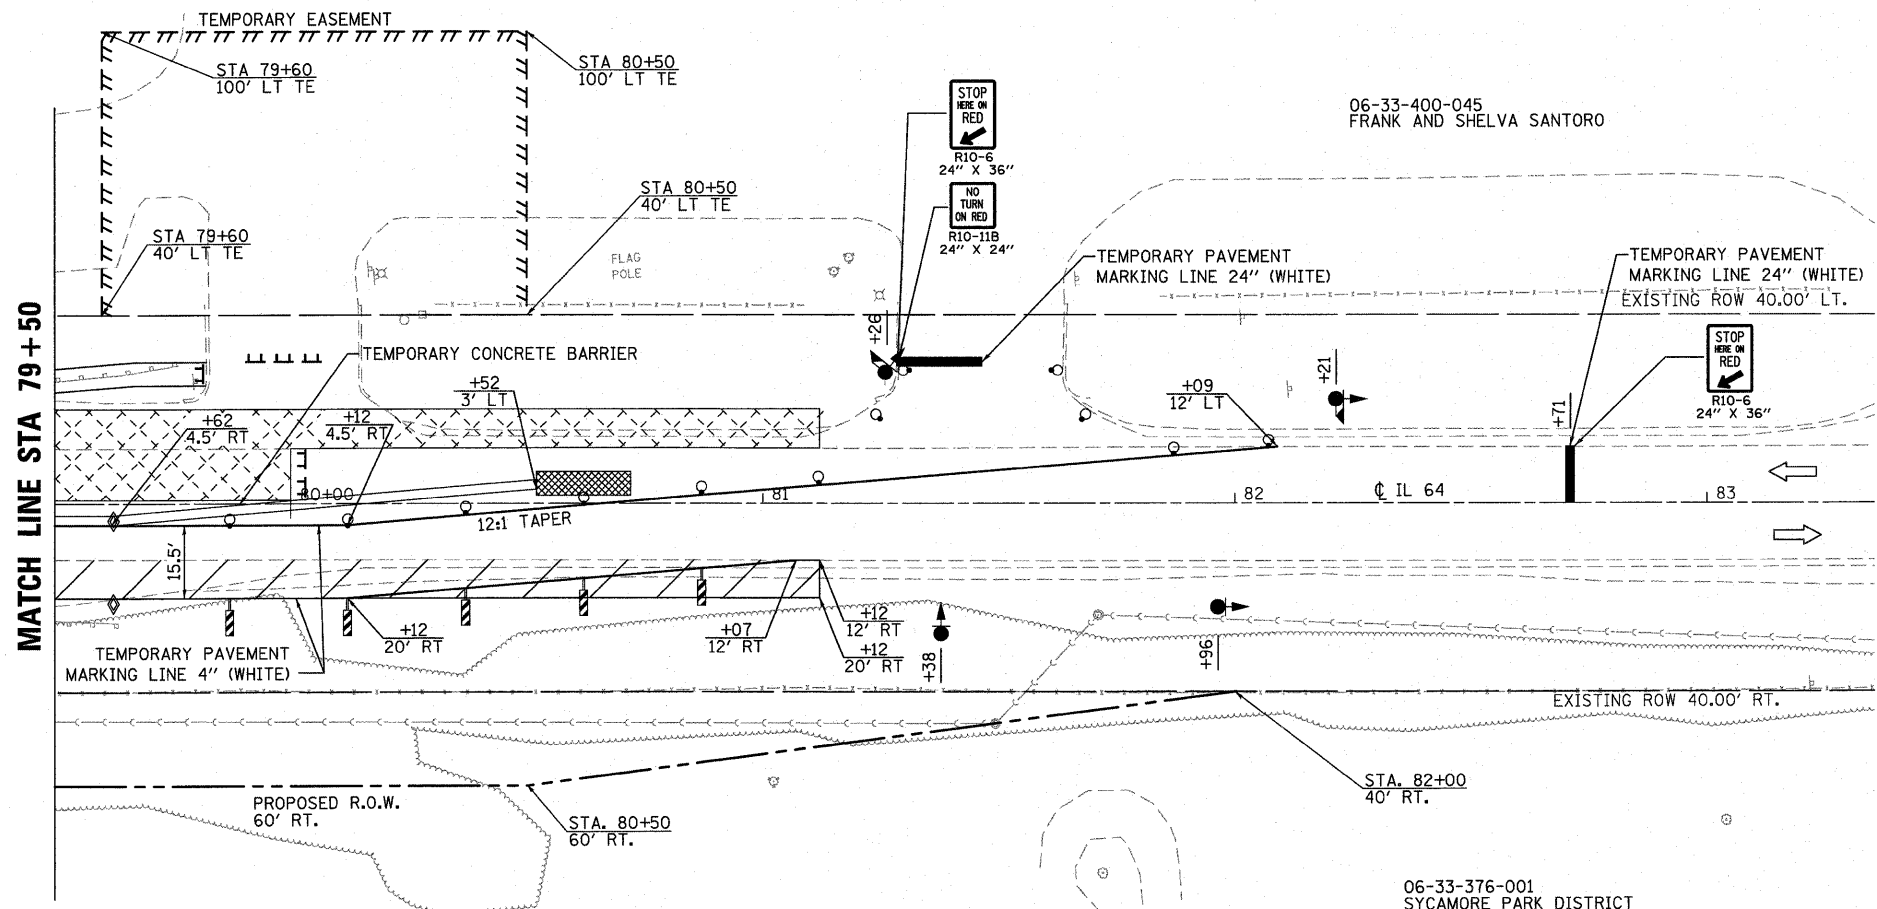 TEMPORARY EASEMENT
STA 79+60
100' LT TE
STA 80+50
100' LT TE
STOP
HERE ON
RED
R10-6
24" X 36"
NO
TURN
ON RED
R10-11B
24" X 24"
06-33-400-045
FRANK AND SHELVA SANTORO
STA 80+50
40' LT TE
STA 79+60
40' LT TE
FLAG
POLE
TEMPORARY PAVEMENT
MARKING LINE 24" (WHITE)
TEMPORARY PAVEMENT
MARKING LINE 24" (WHITE)
EXISTING ROW 40.00' LT.
STOP
HERE ON
RED
R10-6
24" X 36"
MATCH LINE STA 79+50
TEMPORARY CONCRETE BARRIER
+26
+21
+71
+52
3' LT
+09
12' LT
+62
4.5' RT
+12
4.5' RT
80+00
81
82
83
℄ IL 64
12:1 TAPER
15.5'
+12
20' RT
+07
12' RT
+12
12' RT
+12
20' RT
+38
+96
TEMPORARY PAVEMENT
MARKING LINE 4" (WHITE)
EXISTING ROW 40.00' RT.
PROPOSED R.O.W.
60' RT.
STA. 80+50
60' RT.
STA. 82+00
40' RT.
06-33-376-001
SYCAMORE PARK DISTRICT